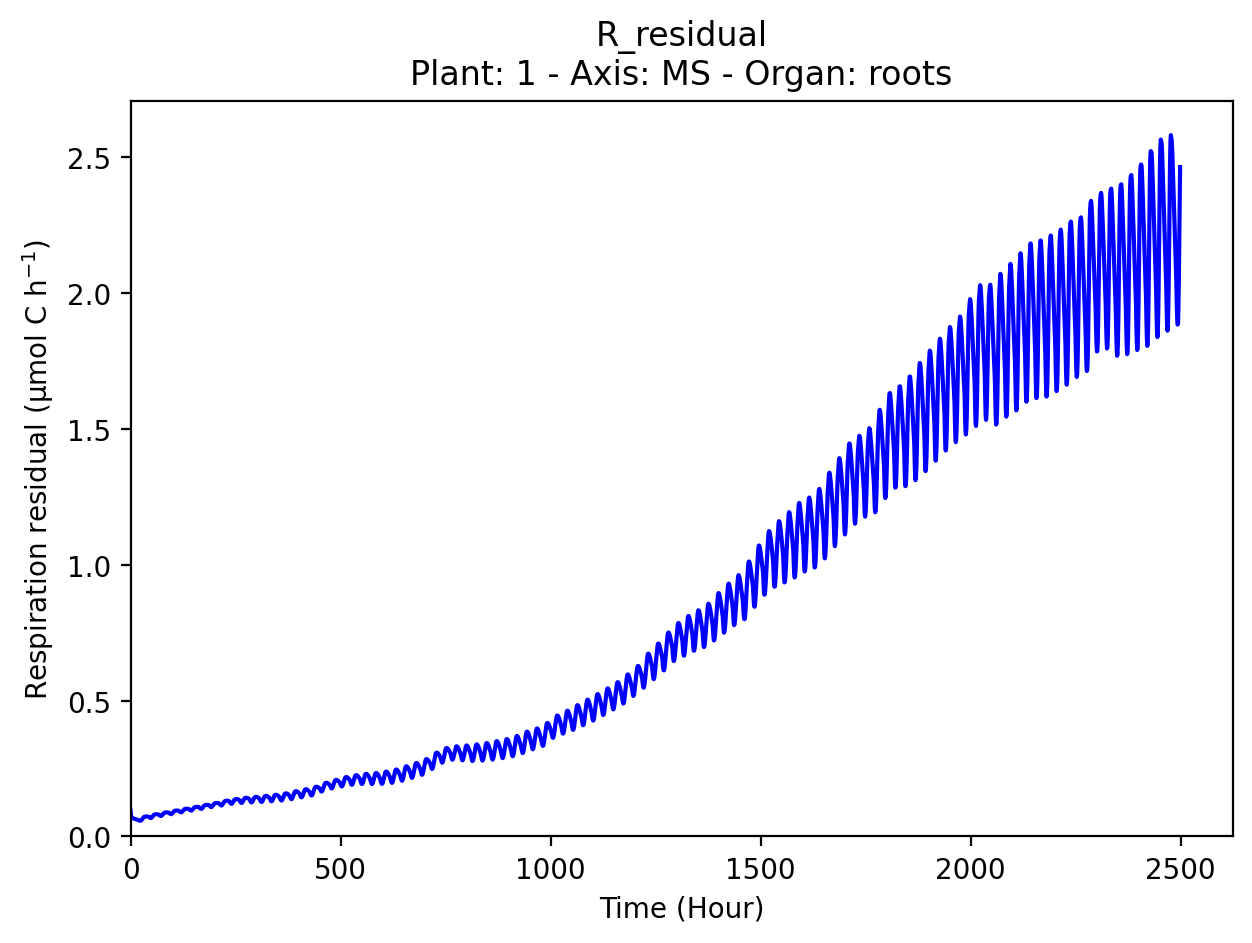 R_residual
Plant: 1 - Axis: MS - Organ: roots
Respiration residual (µmol C h⁻¹)
2.5
2.0
1.5
1.0
0.5
0.0
0 500 1000 1500 2000 2500
Time (Hour)